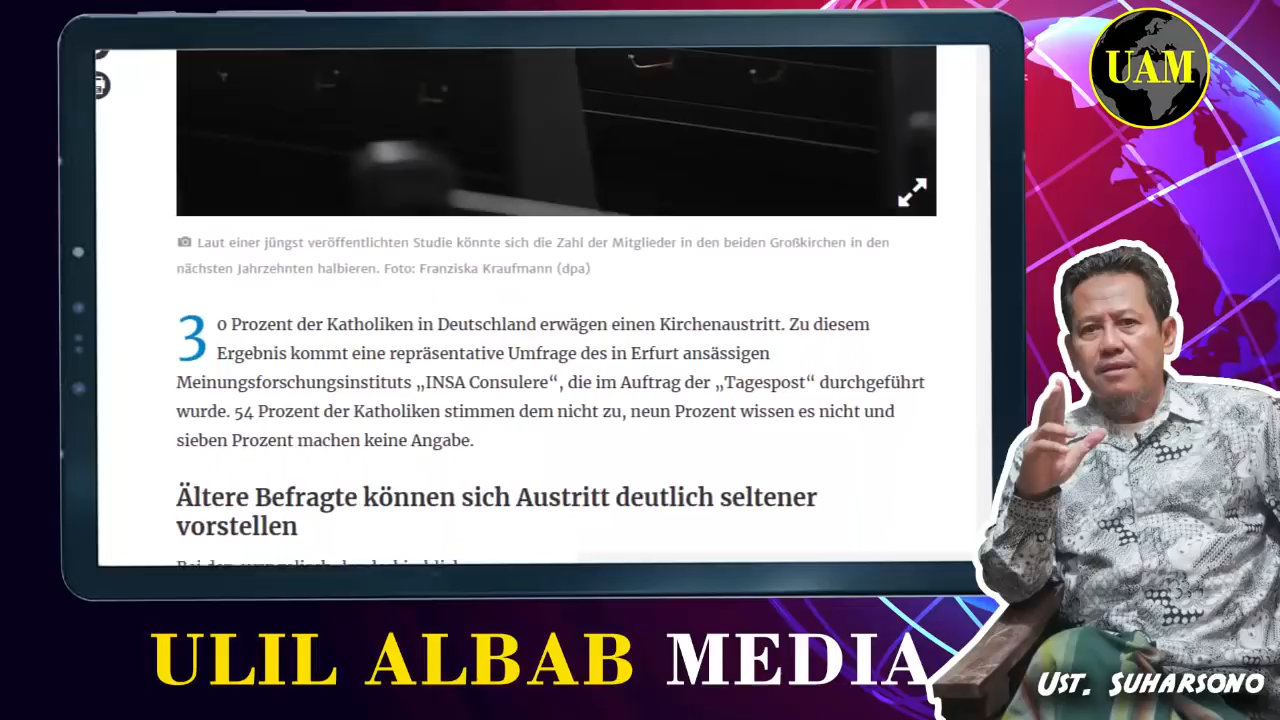 UAM
Laut einer jüngst veröffentlichten Studie könnte sich die Zahl der Mitglieder in den beiden Großkirchen in den
nächsten Jahrzehnten halbieren. Foto: Franziska Kraufmann (dpa)
30 Prozent der Katholiken in Deutschland erwägen einen Kirchenaustritt. Zu diesem
Ergebnis kommt eine repräsentative Umfrage des in Erfurt ansässigen
Meinungsforschungsinstituts „INSA Consulere“, die im Auftrag der „Tagespost“ durchgeführt
wurde. 54 Prozent der Katholiken stimmen dem nicht zu, neun Prozent wissen es nicht und
sieben Prozent machen keine Angabe.
Ältere Befragte können sich Austritt deutlich seltener
vorstellen
ULIL ALBAB MEDIA
UST. SUHARSONO